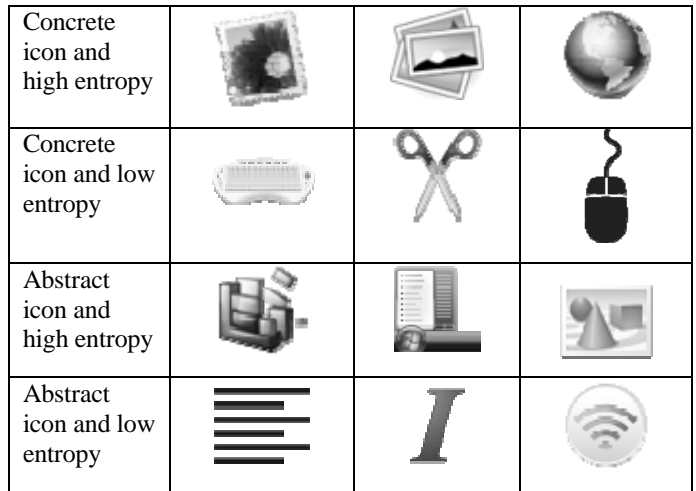 Concrete
icon and
high entropy
Concrete
icon and low
entropy
Abstract
icon and
high entropy
Abstract
icon and low
entropy
I